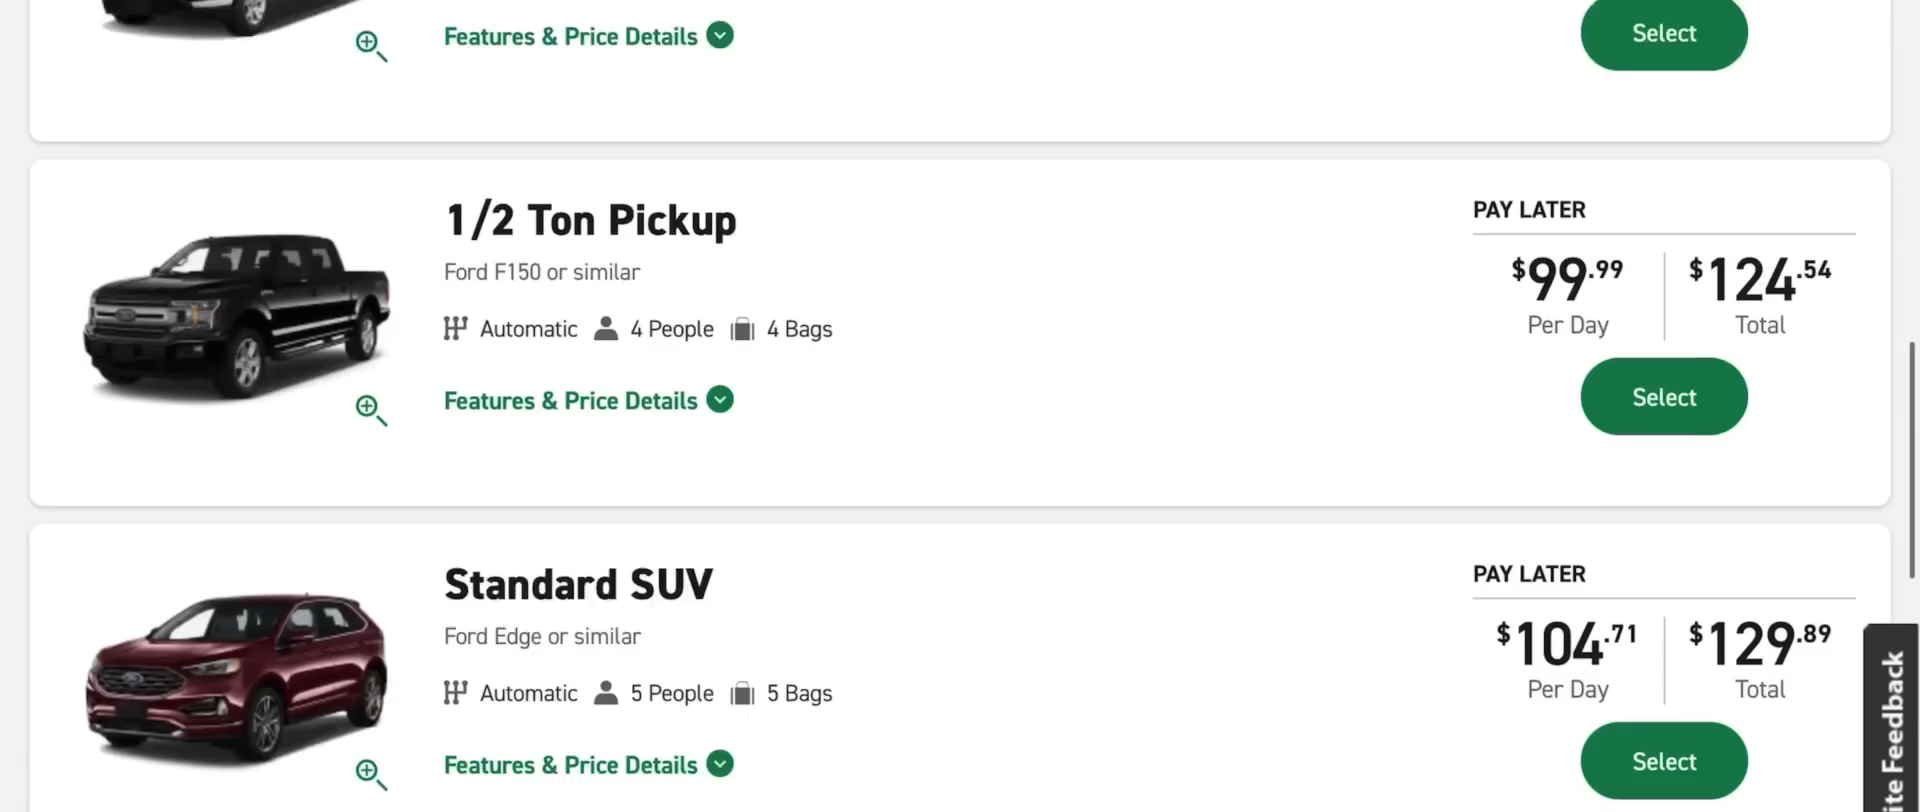 Features & Price Details
Select
1/2 Ton Pickup
Ford F150 or similar
Automatic 4 People 4 Bags
Features & Price Details
PAY LATER
$99.99 $124.54
Per Day Total
Select
Standard SUV
Ford Edge or similar
Automatic 5 People 5 Bags
Features & Price Details
PAY LATER
$104.71 $129.89
Per Day Total
Select
ite Feedback